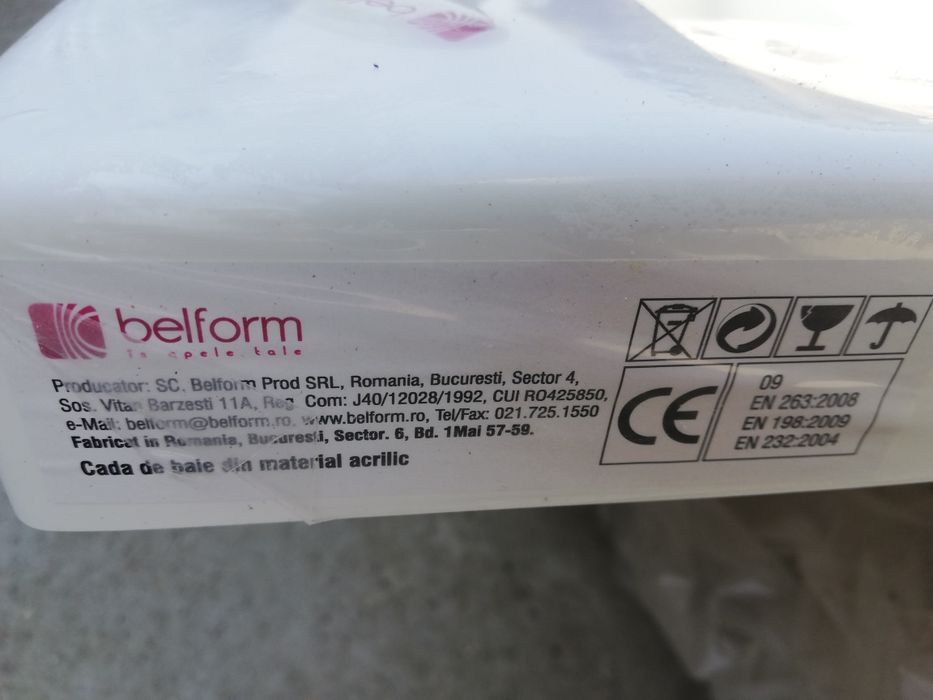 belform
în apele tale
Producator: SC. Belform Prod SRL, Romania, Bucuresti, Sector 4,
Sos. Vitan Barzesti 11A, Reg. Com: J40/12028/1992, CUI RO425850,
e-Mail: belform@belform.ro, www.belform.ro, Tel/Fax: 021.725.1550
Fabricat in Romania, Bucuresti, Sector. 6, Bd. 1Mai 57-59.
Cada de baie din material acrilic
CE
09
EN 263:2008
EN 198:2009
EN 232:2004